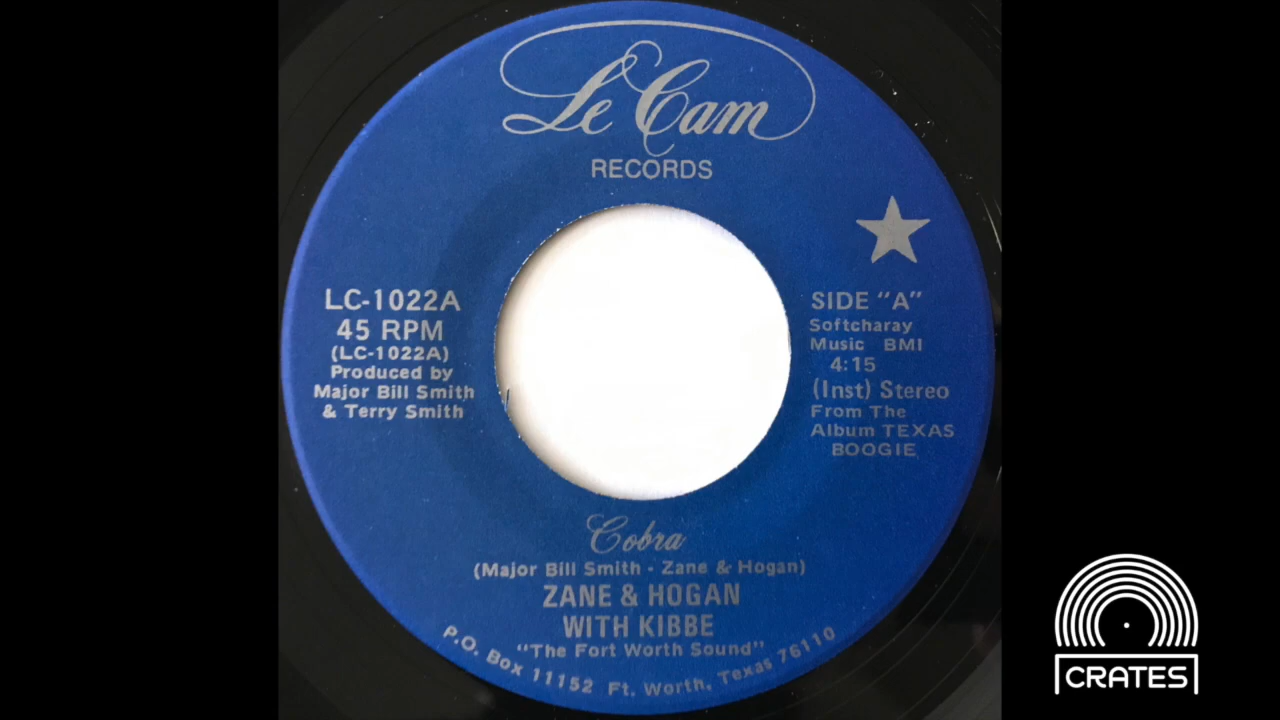 Le Cam
RECORDS
LC-1022A
45 RPM
(LC-1022A)
Produced by
Major Bill Smith
& Terry Smith
SIDE "A"
Softcharay
Music BMI
4:15
(Inst) Stereo
From The
Album TEXAS
BOOGIE
Cobra
(Major Bill Smith - Zane & Hogan)
ZANE & HOGAN
WITH KIBBE
"The Fort Worth Sound"
P.O. Box 11152 Ft. Worth, Texas 76110
CRATES